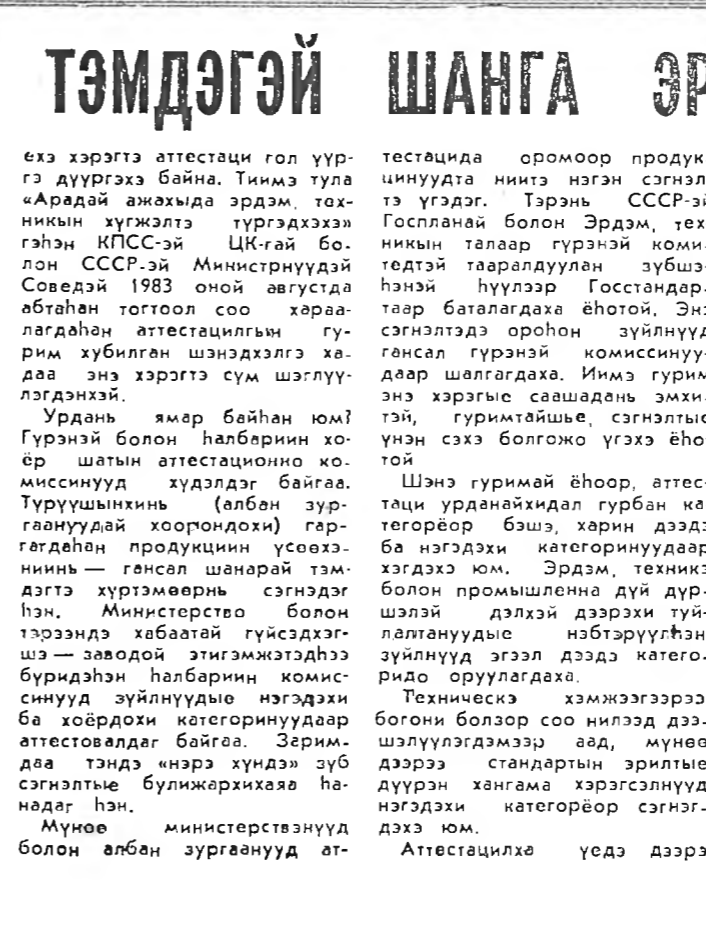 ТЭМДЭГЭЙ ШАНГА ЭР
ехэ хэрэгтэ аттестаци гол үүр-
гэ дүүргэхэ байна. Тиимэ тула
«Арадай ажахыда эрдэм, тех-
никын хүгжэлтэ түргэдхэхэ»
гэһэн КПСС-эй ЦК-гай бо-
лон СССР-эй Министрнүүдэй
Соведэй 1983 оной августда
абтаһан тогтоол соо хараа-
лагдаһан аттестацилгын гу-
рим хубилган шэнэдхэлгэ ха-
даа энэ хэрэгтэ сүм шэглүү-
лэгдэнхэй.
Урдань ямар байһан юм?
Гүрэнэй болон һалбариин хо-
ёр шатын аттестационно ко-
миссинууд хүдэлдэг байгаа.
Түрүүшынхинь (албан зур-
гаануудай хоорондохи) гар-
гагдаһан продукциин үсөөхэ-
ниинь — гансал шанарай тэм-
дэгтэ хүртэмөөрнь сэгнэдэг
һэн. Министерство болон
тэрээндэ хабаатай гүйсэдхэг-
шэ — заводой этигэмжэтэдһээ
бүридэһэн һалбариин комис-
синууд зүйлнүүдые нэгэдэхи
ба хоёрдохи категоринуудаар
аттестовалдаг байгаа. Зарим-
даа тэндэ «нэрэ хүндэ» зүб
сэгнэлтые булижархихаяа һа-
надаг һэн.
Мүнөө министерствэнүүд
болон албан зургаанууд ат-
тестацида оромоор продук-
цинуудта ниитэ нэгэн сэгнэл-
тэ үгэдэг. Тэрэнь СССР-эй
Госпланай болон Эрдэм, тех-
никын талаар гүрэнэй коми-
тедтэй тааралдуулан зүбшэ-
һэнэй һүүлээр Госстандар-
таар баталагдаха ёһотой. Энэ
сэгнэлтэдэ ороһон зүйлнүүд
гансал гүрэнэй комиссинуу-
даар шалгагдаха. Иимэ гурим
энэ хэрэгые саашадань эмхи-
тэй, гуримтайшье, сэгнэлтые
үнэн сэхэ болгожо үгэхэ ёһо-
той
Шэнэ гуримай ёһоор, аттес-
таци урданайхидал гурбан ка-
тегорёор бэшэ, харин дээдэ
ба нэгэдэхи категоринуудаар
хэгдэхэ юм. Эрдэм, техникэ
болон промышленна дүй дүр-
шэлэй дэлхэй дээрэхи туй-
лалтануудые нэбтэрүүлһэн
зүйлнүүд эгээл дээдэ катего-
ридо оруулагдаха.
Техническэ хэмжээгээрээ
богони болзор соо нилээд дээ-
шэлүүлэгдэмээр аад, мүнөө
дээрээ стандартын эрилтые
дүүрэн хангама хэрэгсэлнүүд
нэгэдэхи категорёор сэгнэг-
дэхэ юм.
Аттестацилха үедэ дээрэ